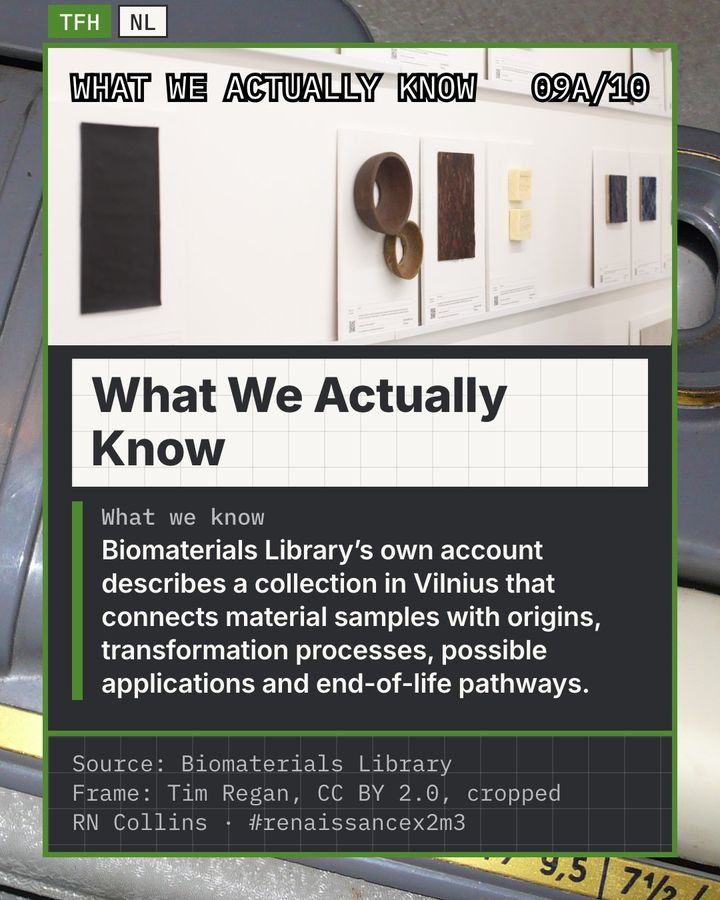 TFH NL
WHAT WE ACTUALLY KNOW 09A/10
What We Actually
Know
What we know
Biomaterials Library’s own account
describes a collection in Vilnius that
connects material samples with origins,
transformation processes, possible
applications and end-of-life pathways.
Source: Biomaterials Library
Frame: Tim Regan, CC BY 2.0, cropped
RN Collins · #renaissancex2m3
9,5 7½